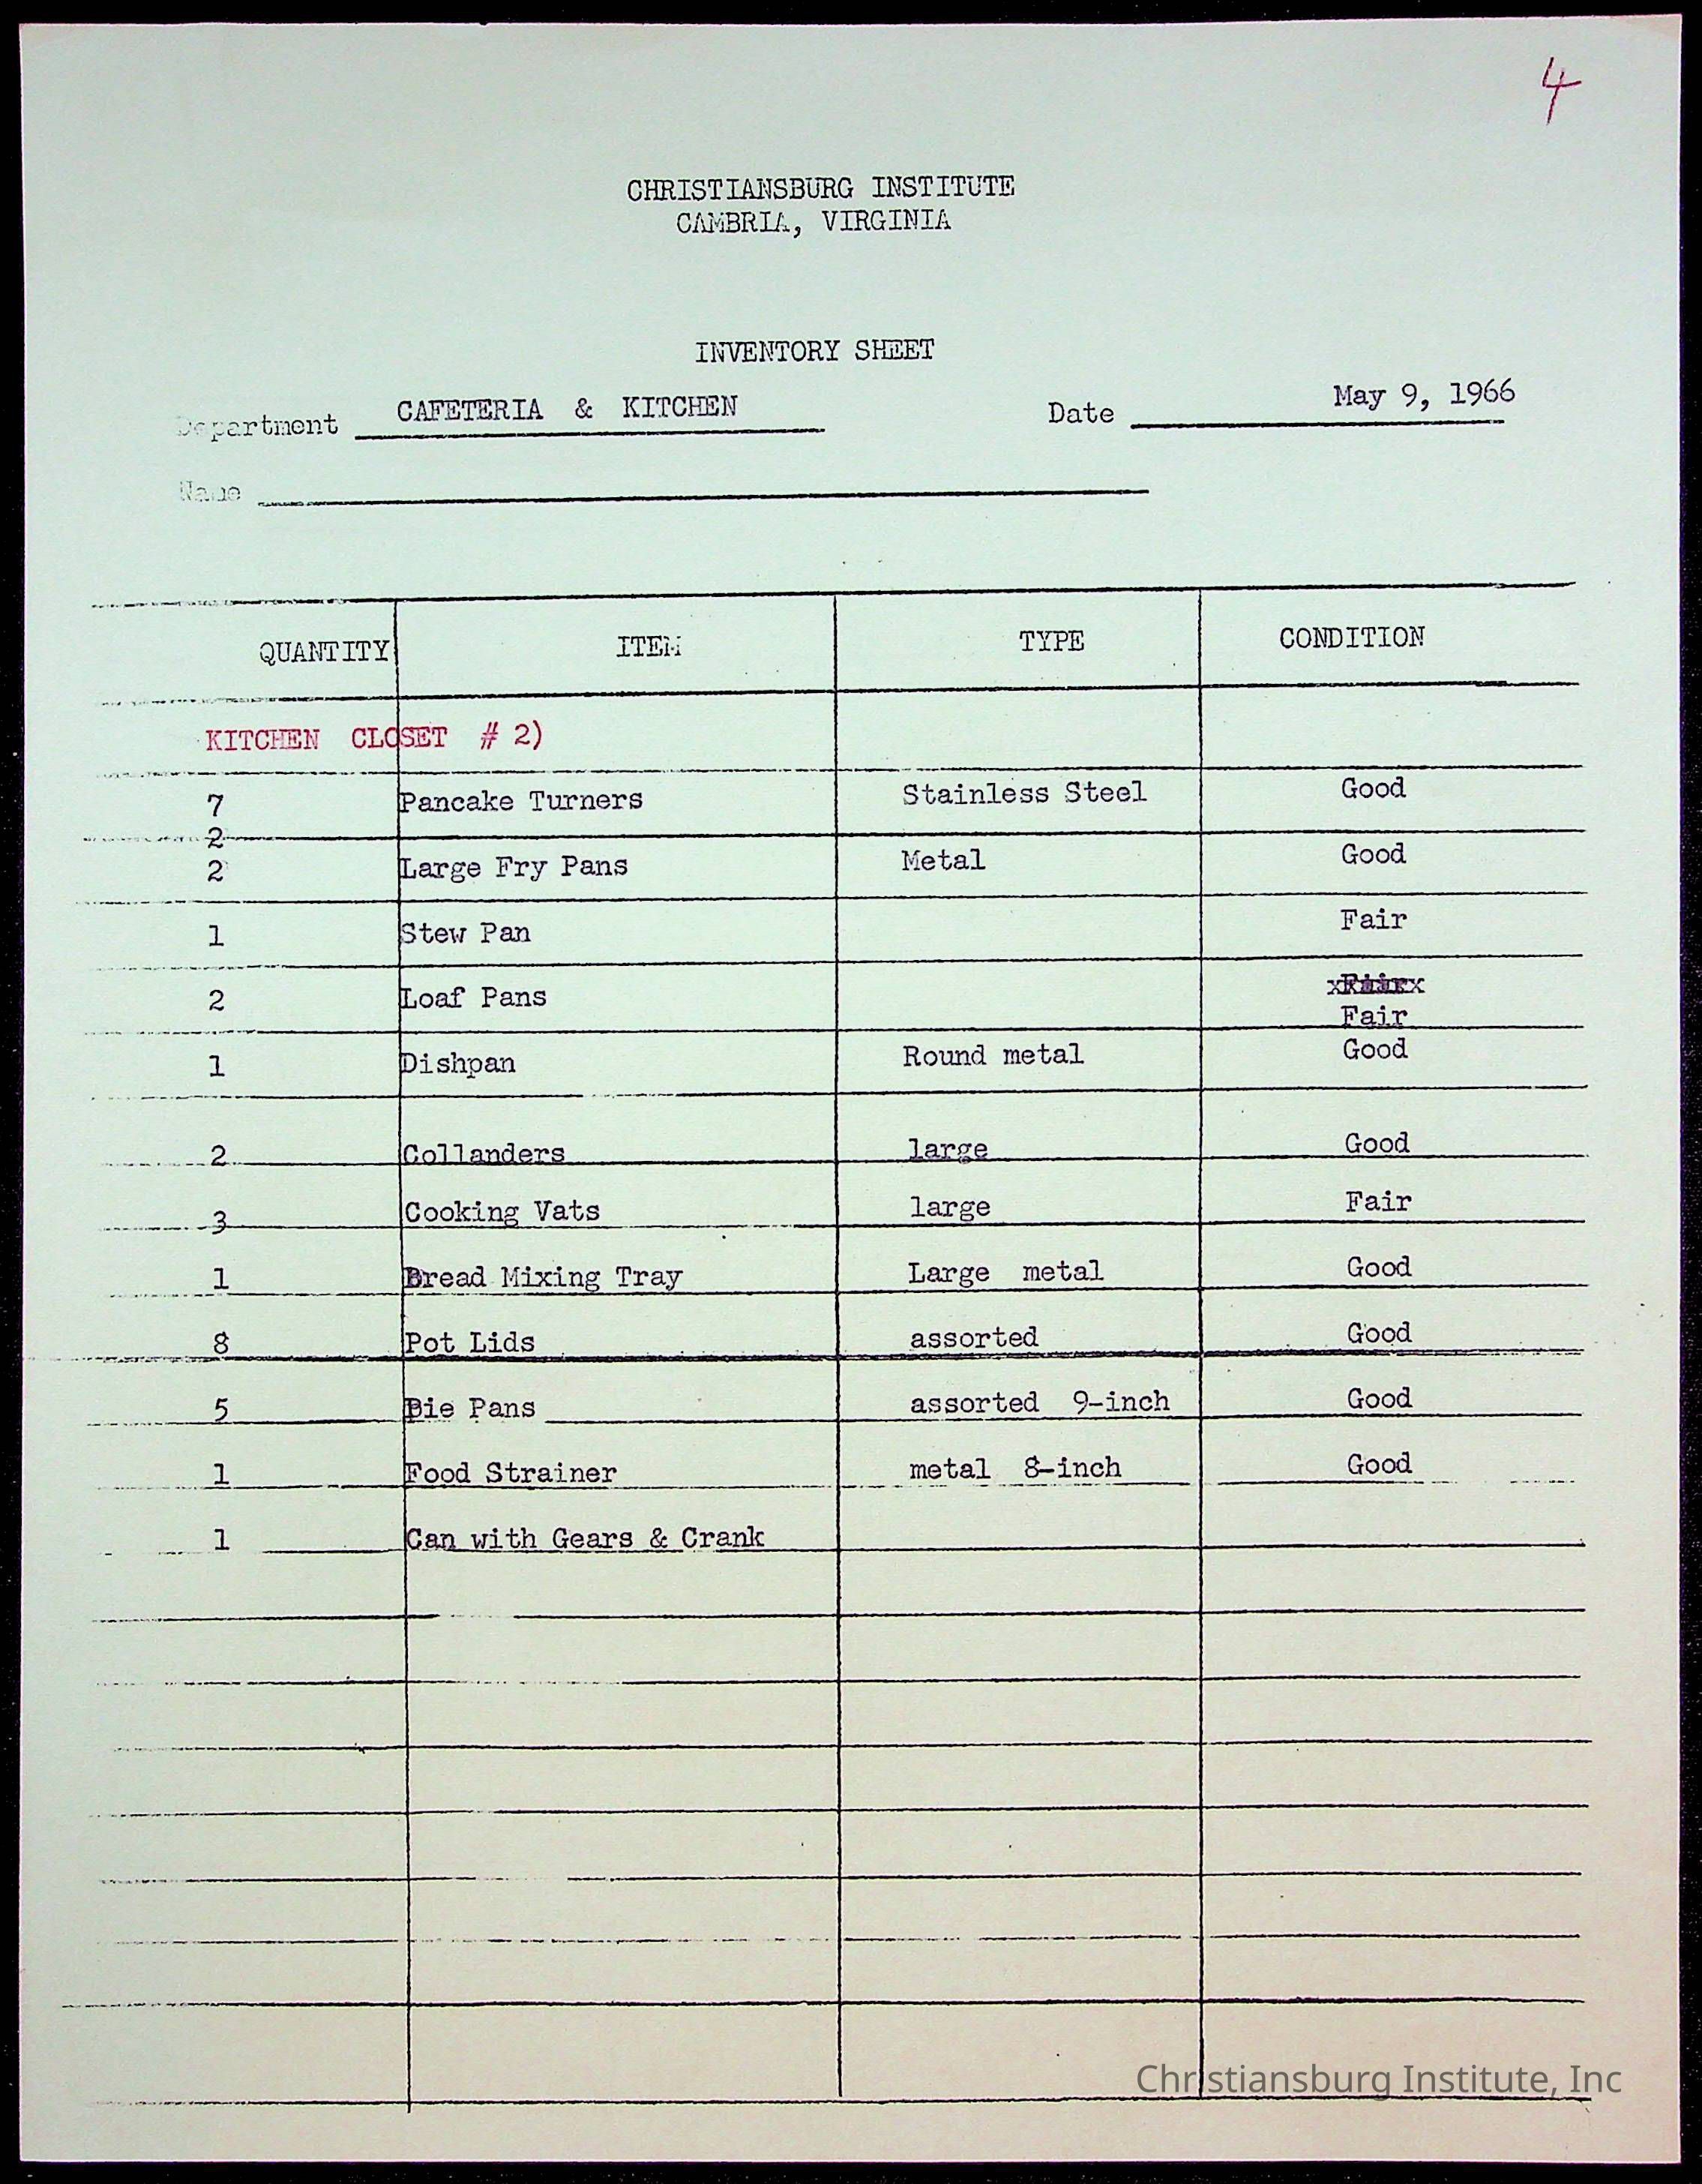 4
CHRISTIANSBURG INSTITUTE
CAMBRIA, VIRGINIA
INVENTORY SHEET
Department CAFETERIA & KITCHEN Date May 9, 1966
Name
QUANTITY ITEM TYPE CONDITION
KITCHEN CLOSET # 2)
7 Pancake Turners Stainless Steel Good
2
2 Large Fry Pans Metal Good
1 Stew Pan Fair
2 Loaf Pans
Fair
1 Dishpan Round metal Good
2 Collanders large Good
3 Cooking Vats large Fair
1 Bread Mixing Tray Large metal Good
8 Pot Lids assorted Good
5 Pie Pans assorted 9-inch Good
1 Food Strainer metal 8-inch Good
1 Can with Gears & Crank
Christiansburg Institute, Inc